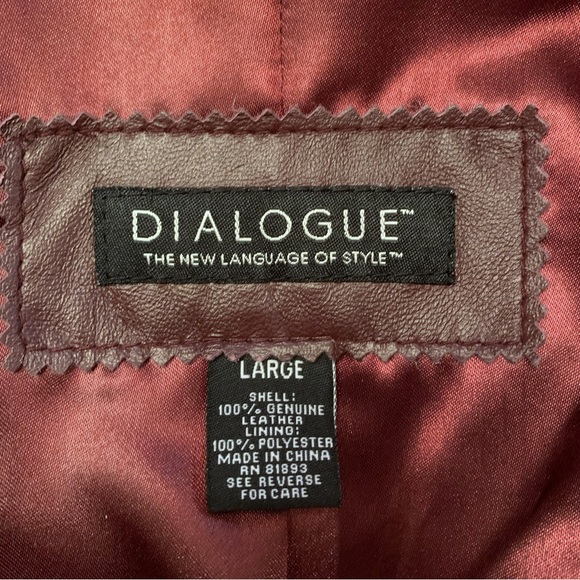 DIALOGUE™
THE NEW LANGUAGE OF STYLE™
LARGE
SHELL:
100% GENUINE
LEATHER
LINING:
100% POLYESTER
MADE IN CHINA
RN 81893
SEE REVERSE
FOR CARE